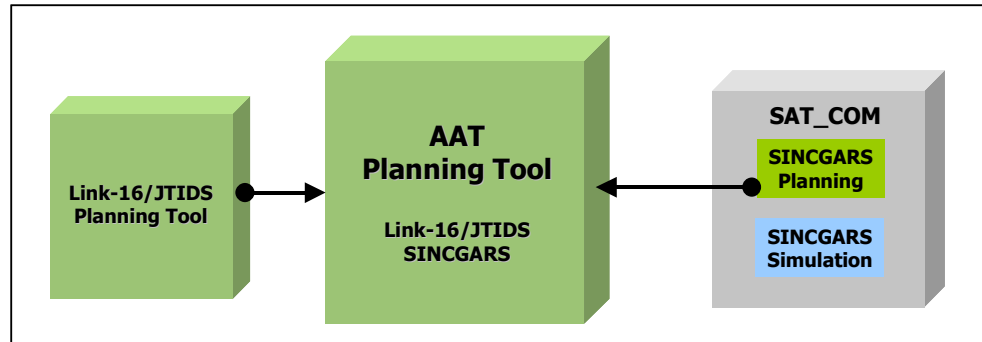 Link-16/JTIDS
Planning Tool
AAT
Planning Tool
Link-16/JTIDS
SINCGARS
SAT_COM
SINCGARS
Planning
SINCGARS
Simulation